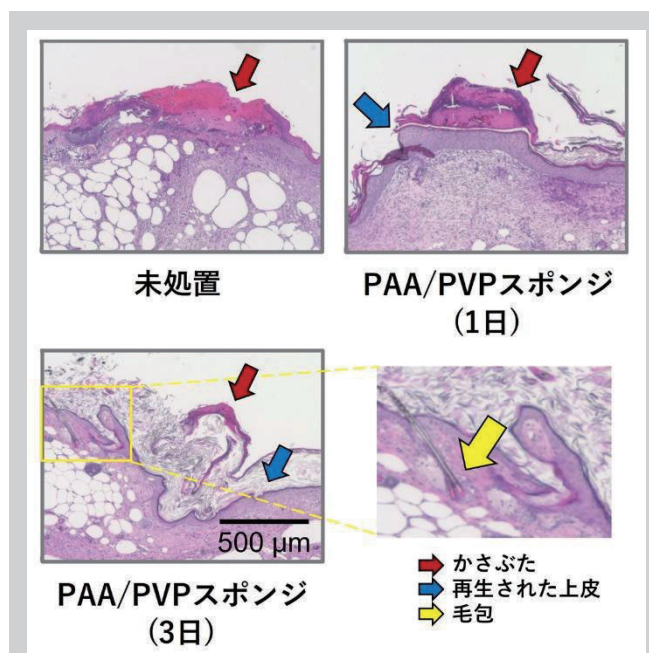 未処置
PAA/PVPスポンジ
(1日)
500 µm
PAA/PVPスポンジ
(3日)
かさぶた
再生された上皮
毛包